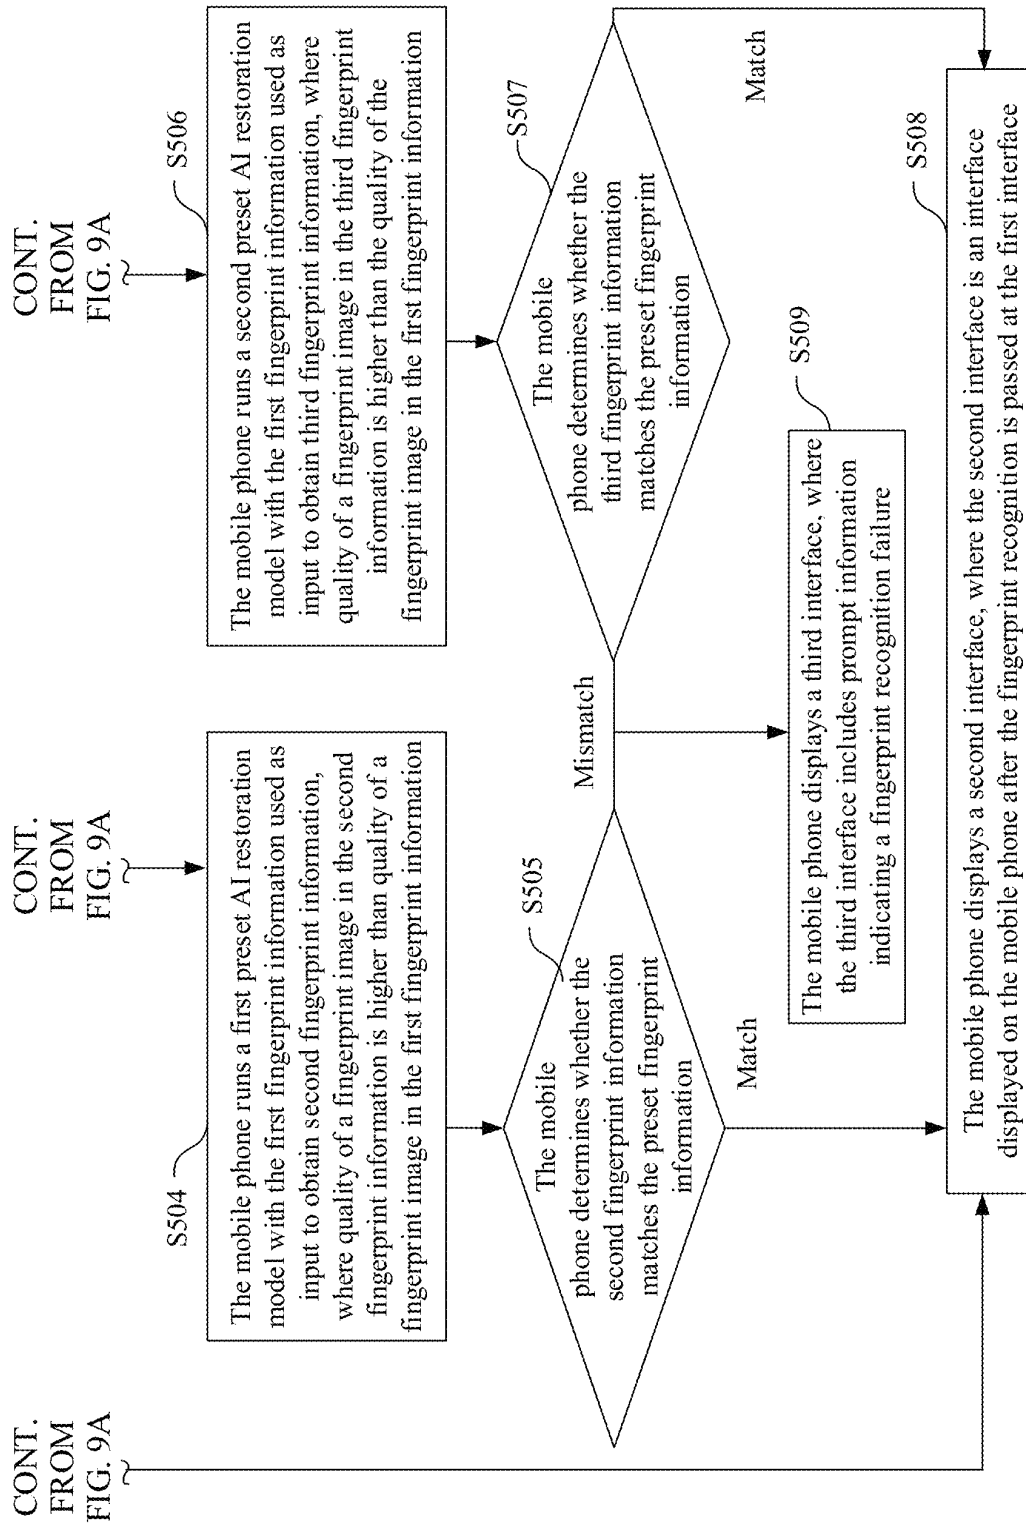 CONT.
FROM
FIG. 9A
CONT.
FROM
FIG. 9A
CONT.
FROM
FIG. 9A
S504
The mobile phone runs a first preset AI restoration
model with the first fingerprint information used as
input to obtain second fingerprint information,
where quality of a fingerprint image in the second
fingerprint information is higher than quality of a
fingerprint image in the first fingerprint information
S506
The mobile phone runs a second preset AI restoration
model with the first fingerprint information used as
input to obtain third fingerprint information, where
quality of a fingerprint image in the third fingerprint
information is higher than the quality of the
fingerprint image in the first fingerprint information
S505
The mobile
phone determines whether the
second fingerprint information
matches the preset fingerprint
information
Mismatch
S507
The mobile
phone determines whether the
third fingerprint information
matches the preset fingerprint
information
Match
Match
S509
The mobile phone displays a third interface, where
the third interface includes prompt information
indicating a fingerprint recognition failure
S508
The mobile phone displays a second interface, where the second interface is an interface
displayed on the mobile phone after the fingerprint recognition is passed at the first interface